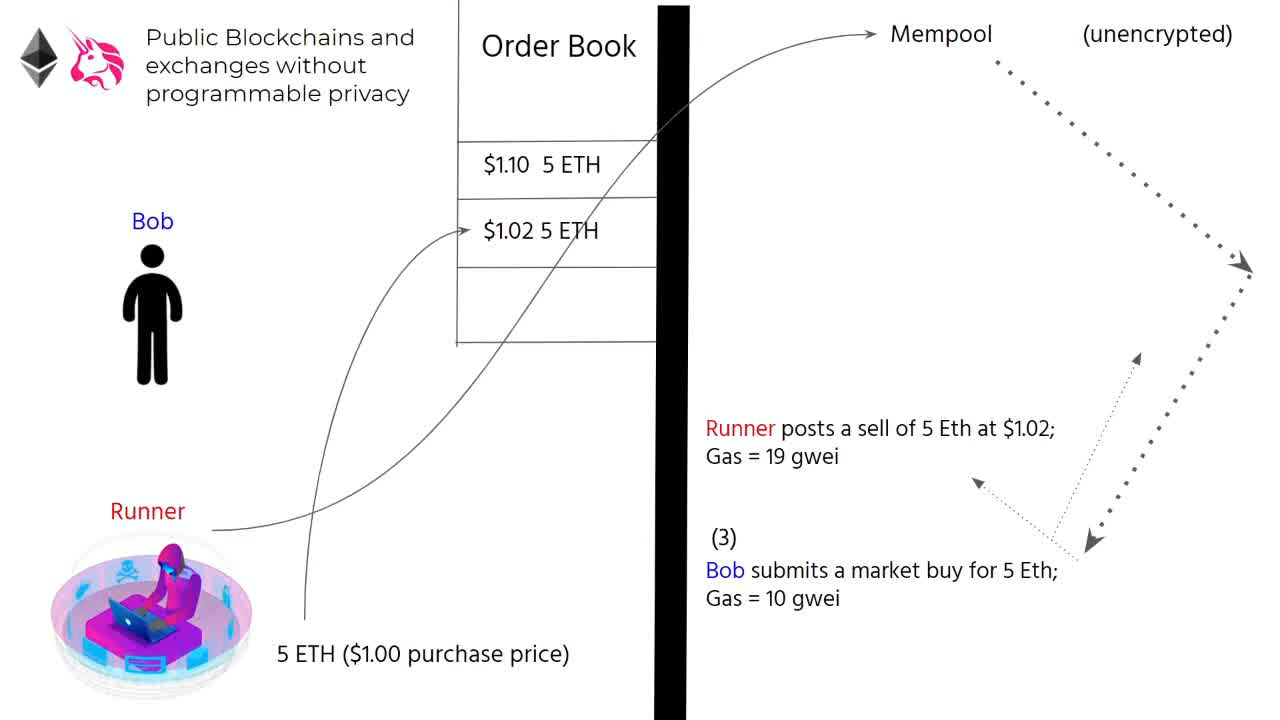 Public Blockchains and
exchanges without
programmable privacy
Order Book
$1.10 5 ETH
$1.02 5 ETH
Bob
Runner
5 ETH ($1.00 purchase price)
Mempool (unencrypted)
Runner posts a sell of 5 Eth at $1.02;
Gas = 19 gwei
(3)
Bob submits a market buy for 5 Eth;
Gas = 10 gwei